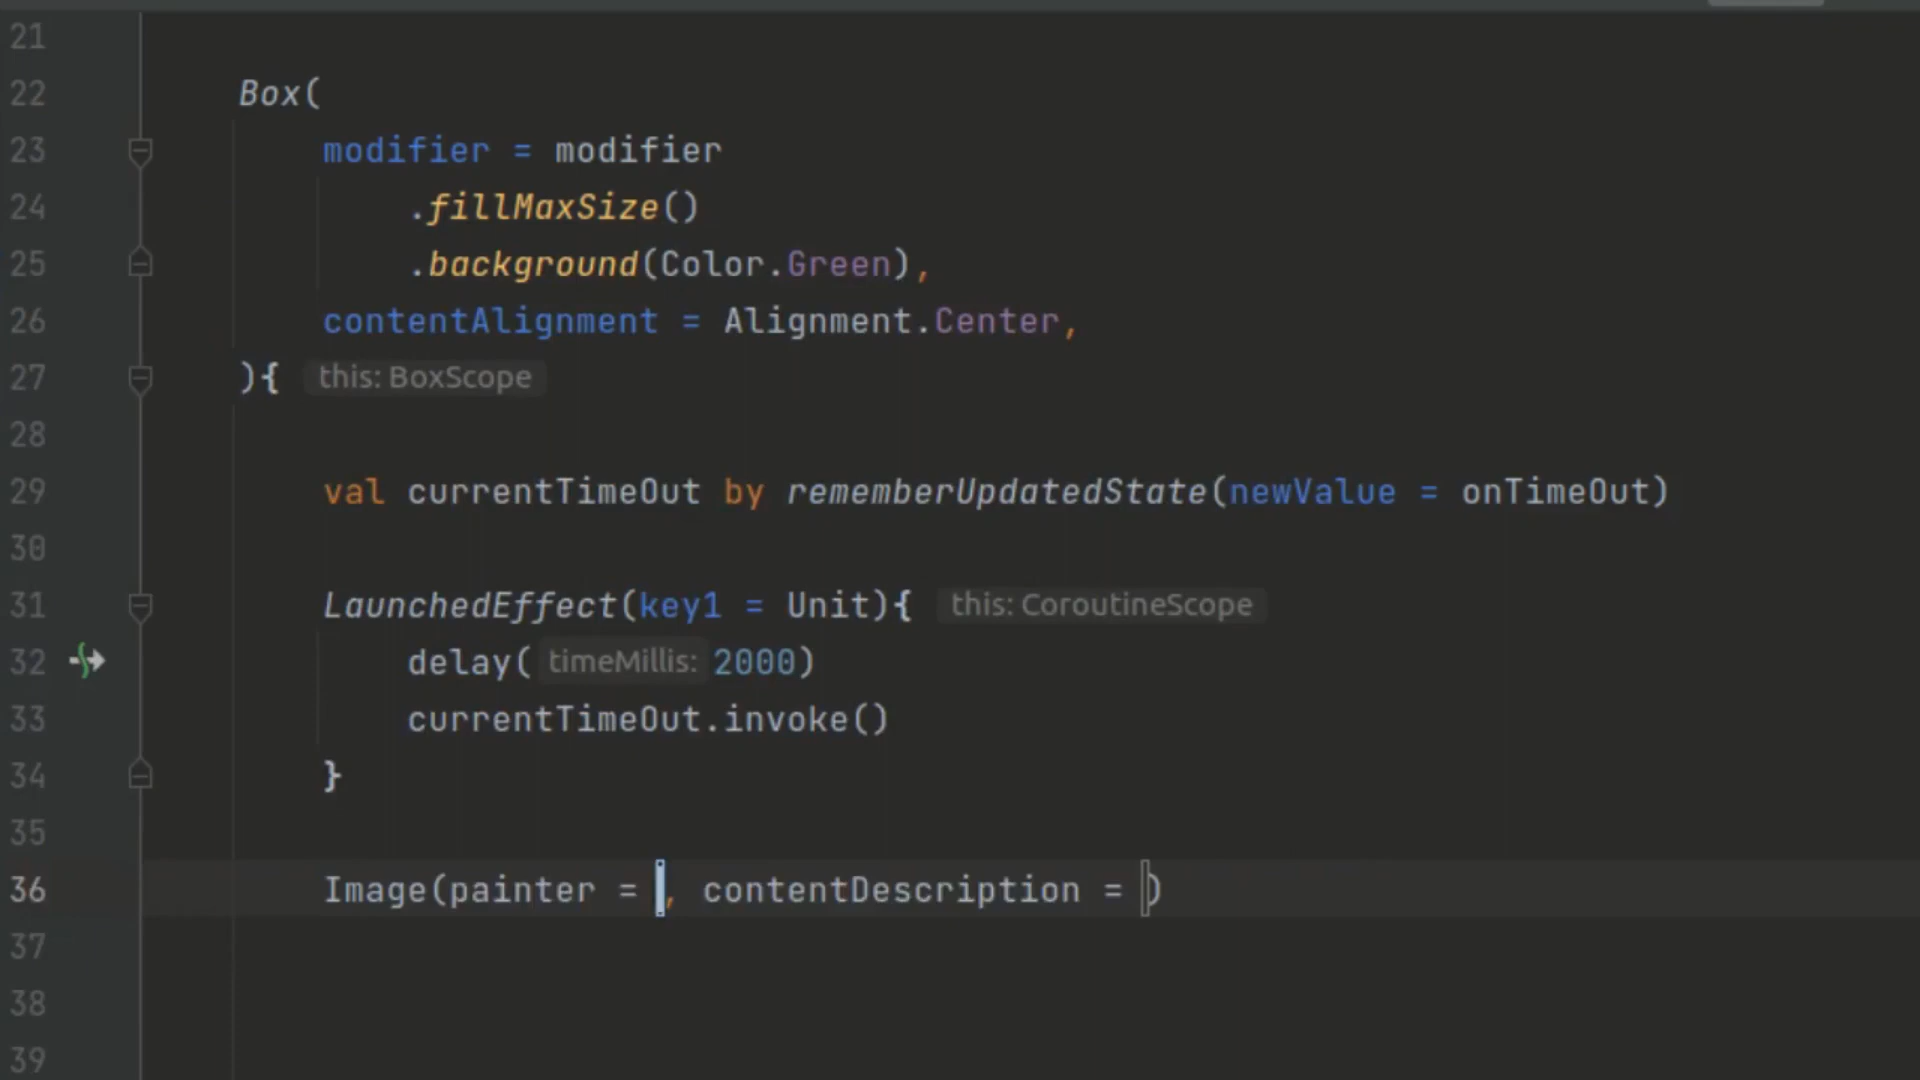 21
22 Box(
23 modifier = modifier
24 .fillMaxSize()
25 .background(Color.Green),
26 contentAlignment = Alignment.Center,
27 ){ this: BoxScope
28
29 val currentTimeOut by rememberUpdatedState(newValue = onTimeOut)
30
31 LaunchedEffect(key1 = Unit){ this: CoroutineScope
32 delay( timeMillis: 2000)
33 currentTimeOut.invoke()
34 }
35
36 Image(painter = , contentDescription = )
37
38
39